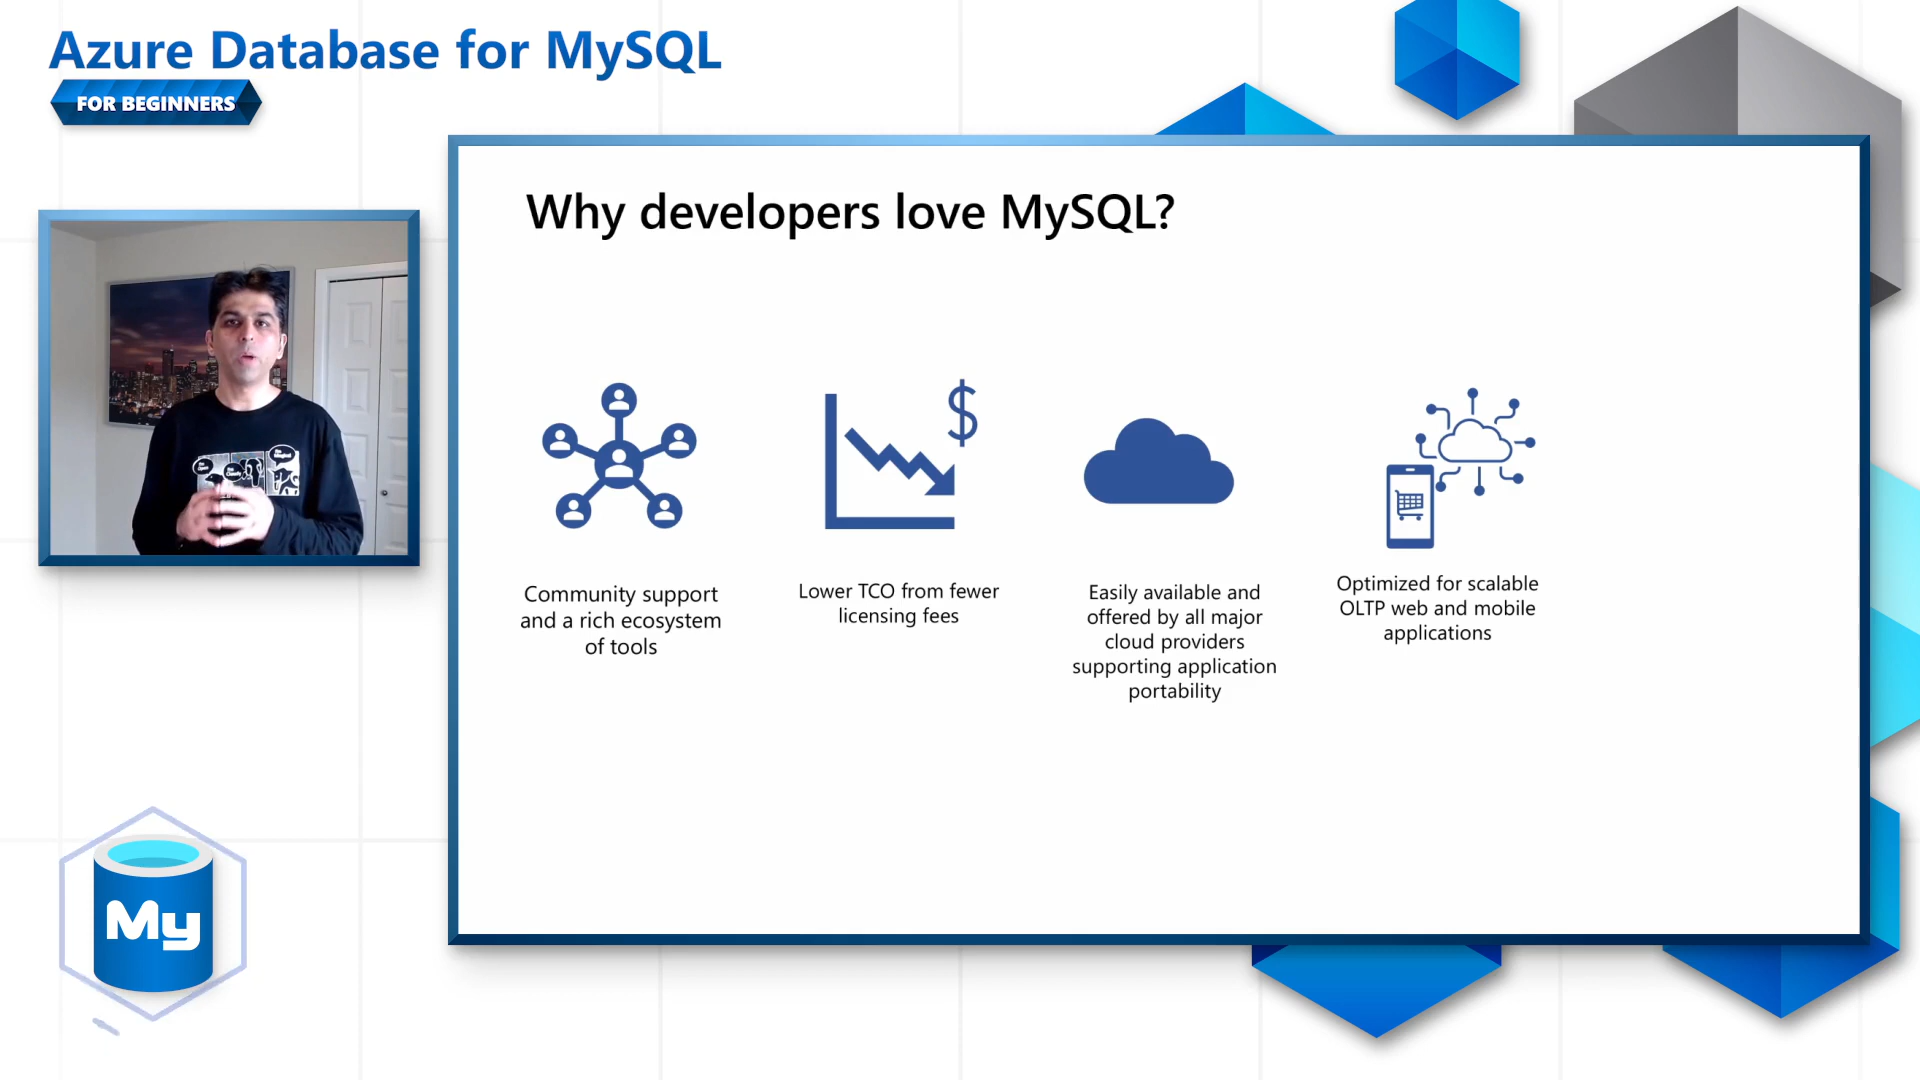 Azure Database for MySQL
FOR BEGINNERS
Why developers love MySQL?
$
Community support
and a rich ecosystem
of tools
Lower TCO from fewer
licensing fees
Easily available and
offered by all major
cloud providers
supporting application
portability
Optimized for scalable
OLTP web and mobile
applications
My